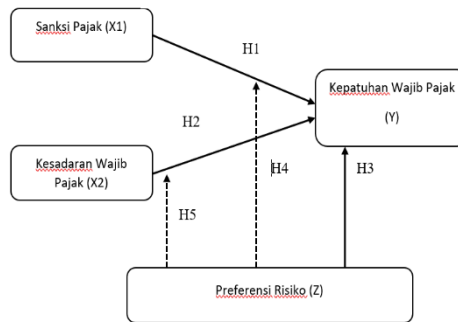 Sanksi Pajak (X1)
H1
Kepatuhan Wajib Pajak
(Y)
H2
Kesadaran Wajib
Pajak (X2)
H4
H3
H5
Preferensi Risiko (Z)